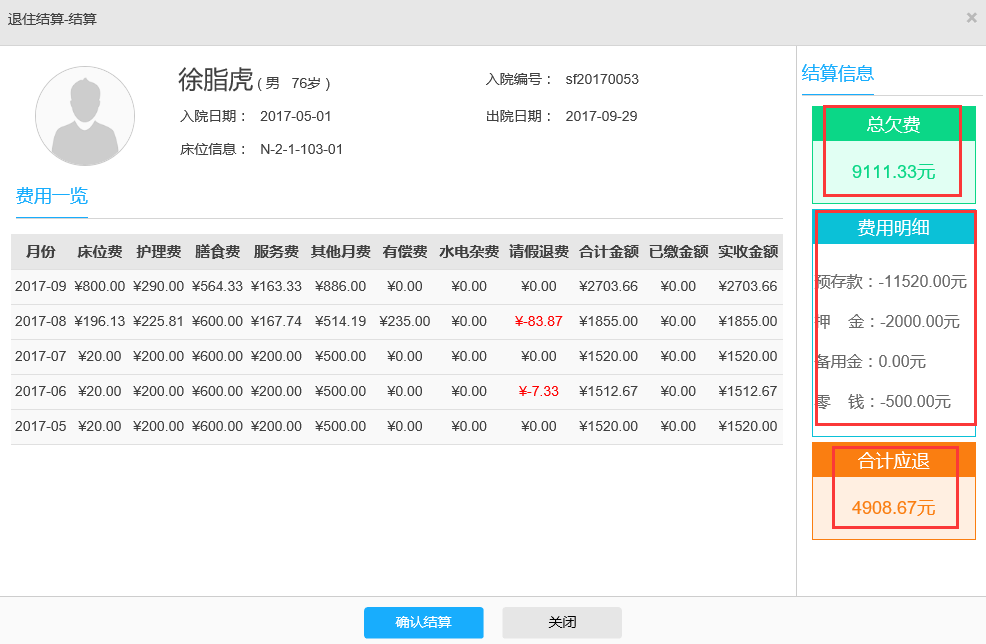 退住结算-结算
×
徐脂虎 ( 男 76岁 )
入院编号： sf20170053
入院日期： 2017-05-01
出院日期： 2017-09-29
床位信息： N-2-1-103-01
费用一览
月份 床位费 护理费 膳食费 服务费 其他月费 有偿费 水电杂费 请假退费 合计金额 已缴金额 实收金额
2017-09 ¥800.00 ¥290.00 ¥564.33 ¥163.33 ¥886.00 ¥0.00 ¥0.00 ¥0.00 ¥2703.66 ¥0.00 ¥2703.66
2017-08 ¥196.13 ¥225.81 ¥600.00 ¥167.74 ¥514.19 ¥235.00 ¥0.00 ¥-83.87 ¥1855.00 ¥0.00 ¥1855.00
2017-07 ¥20.00 ¥200.00 ¥600.00 ¥200.00 ¥500.00 ¥0.00 ¥0.00 ¥0.00 ¥1520.00 ¥0.00 ¥1520.00
2017-06 ¥20.00 ¥200.00 ¥600.00 ¥200.00 ¥500.00 ¥0.00 ¥0.00 ¥-7.33 ¥1512.67 ¥0.00 ¥1512.67
2017-05 ¥20.00 ¥200.00 ¥600.00 ¥200.00 ¥500.00 ¥0.00 ¥0.00 ¥0.00 ¥1520.00 ¥0.00 ¥1520.00
结算信息
总欠费
9111.33元
费用明细
预存款：-11520.00元
押 金：-2000.00元
备用金：0.00元
零 钱：-500.00元
合计应退
4908.67元
确认结算
关闭